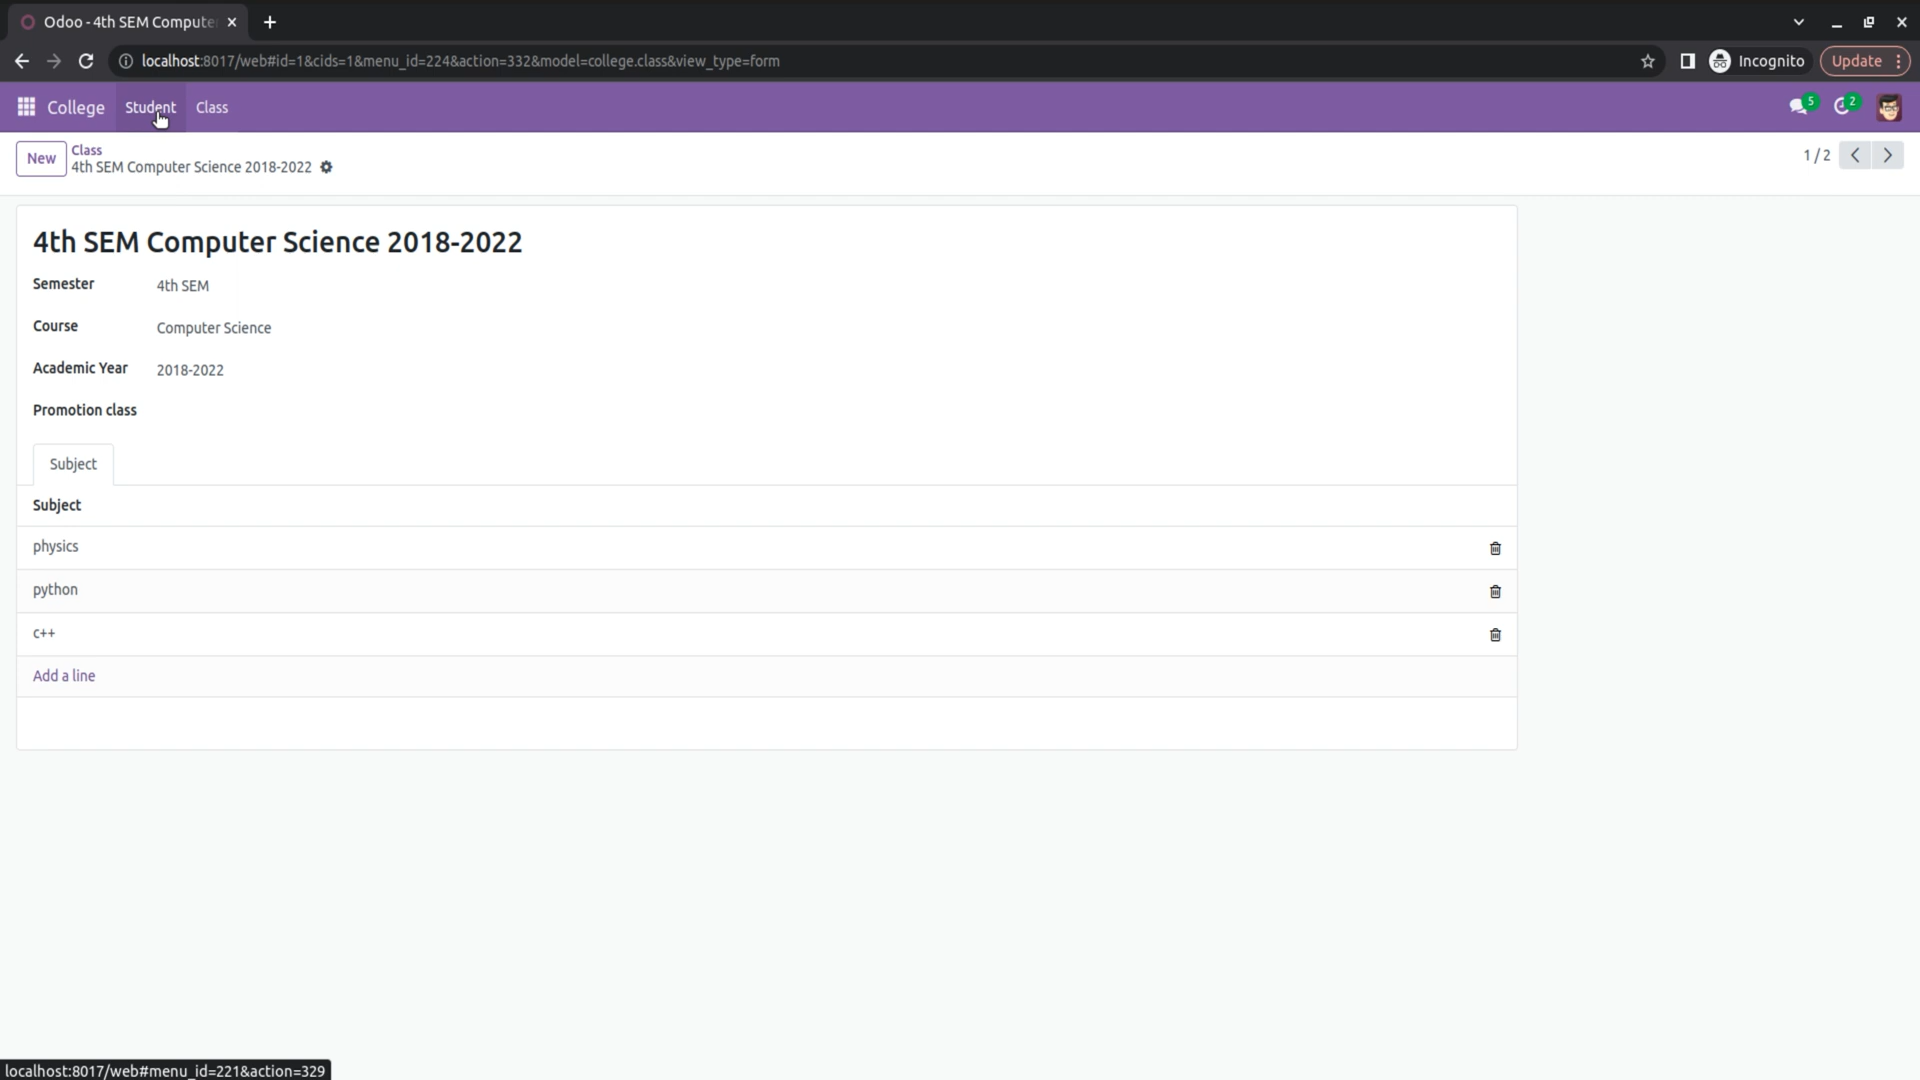 Odoo - 4th SEM Compute
localhost:8017/web#id=1&cids=1&menu_id=224&action=332&model=college.class&view_type=form
Incognito
Update
College
Student
Class
5
2
New
Class
4th SEM Computer Science 2018-2022
1 / 2
4th SEM Computer Science 2018-2022
Semester 4th SEM
Course Computer Science
Academic Year 2018-2022
Promotion class
Subject
Subject
physics
python
c++
Add a line
localhost:8017/web#menu_id=221&action=329